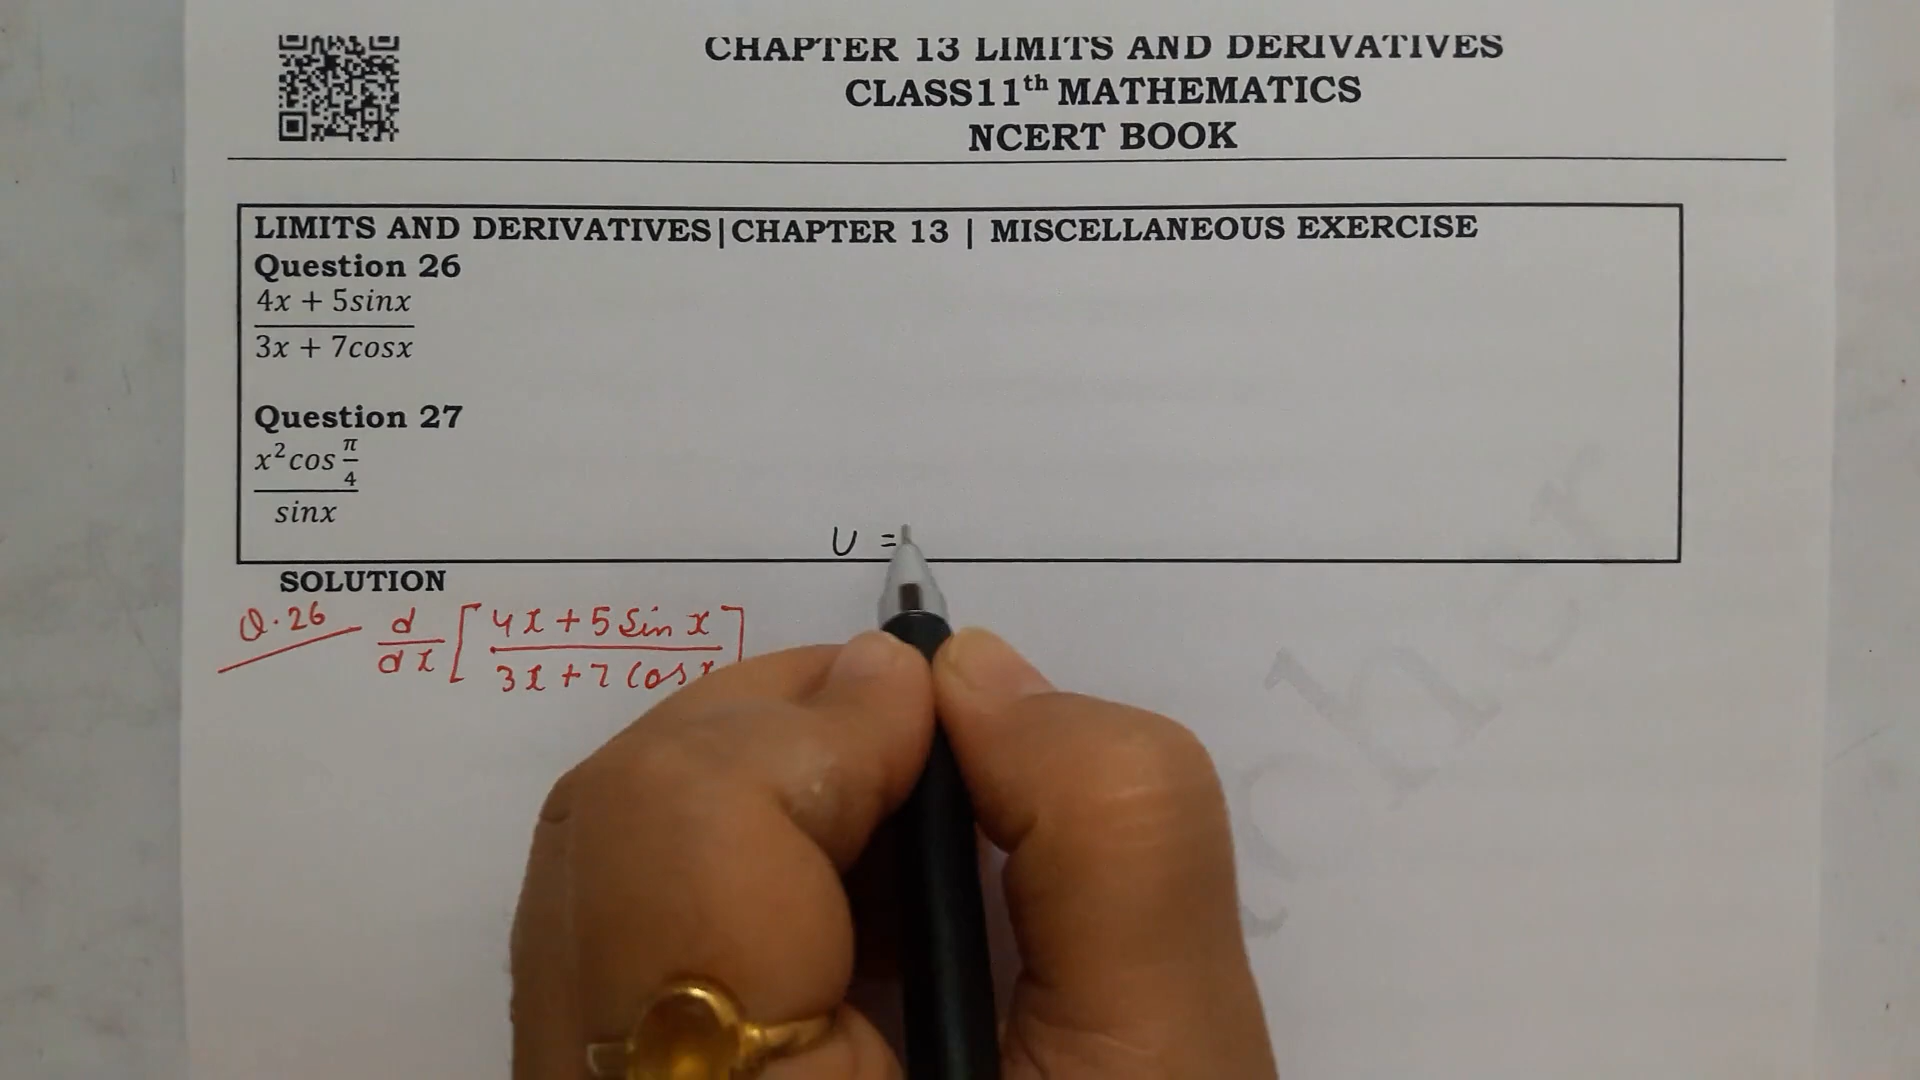 CHAPTER 13 LIMITS AND DERIVATIVES
CLASS11th MATHEMATICS
NCERT BOOK
LIMITS AND DERIVATIVES|CHAPTER 13 | MISCELLANEOUS EXERCISE
Question 26
4x + 5sinx
3x + 7cosx
Question 27
x²cos π/4
sinx
U =
SOLUTION
Q.26 d/dx [ 4x+5 Sin x / 3x+7 Cos x ]